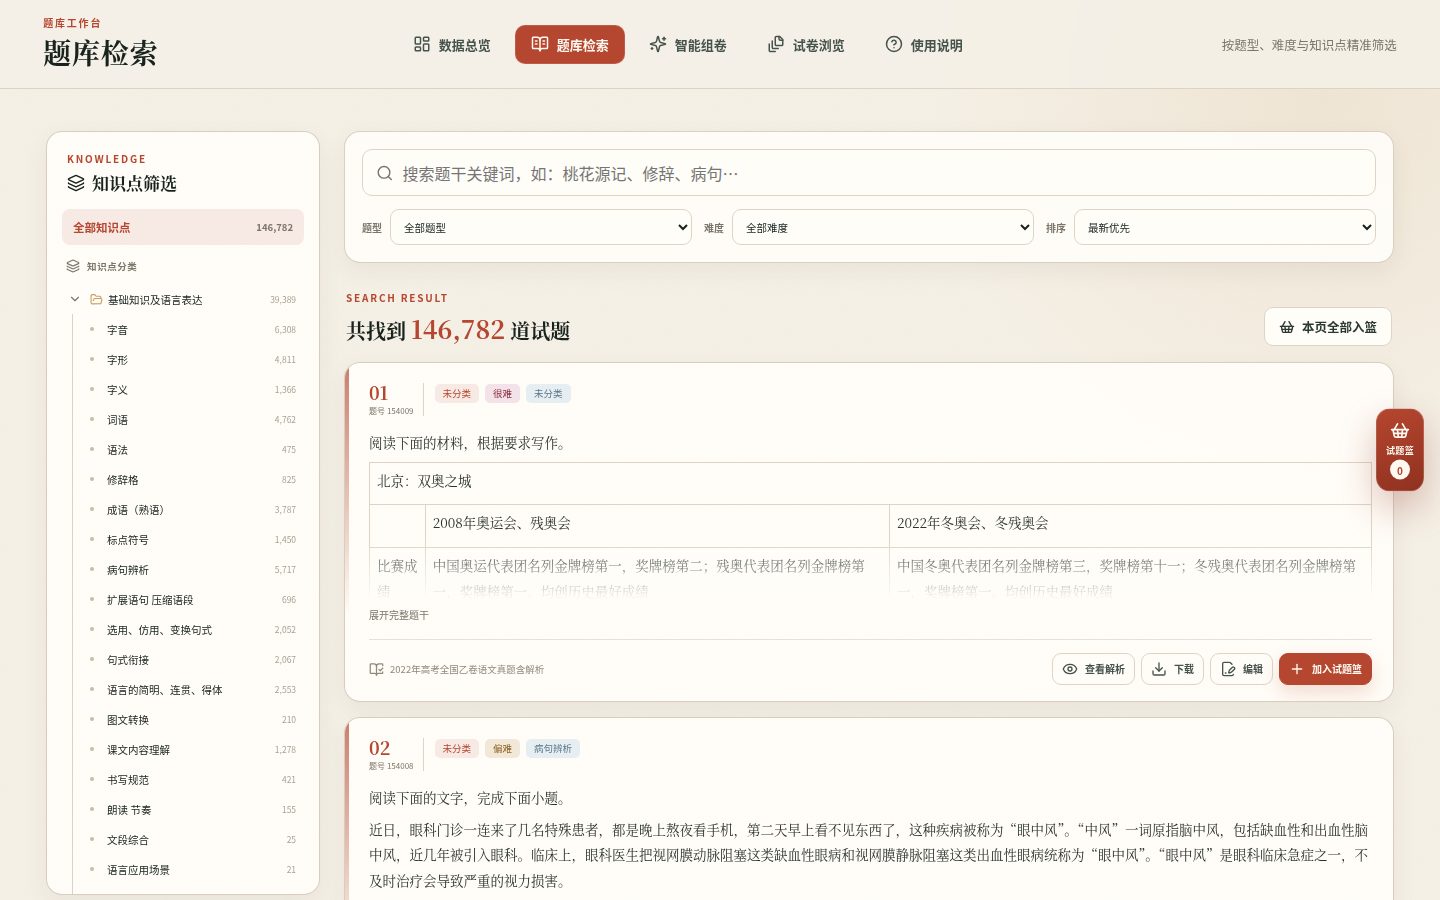 题库工作台
题库检索
数据总览
题库检索
智能组卷
试卷浏览
使用说明
按题型、难度与知识点精准筛选
KNOWLEDGE
知识点筛选
全部知识点 146,782
知识点分类
基础知识及语言表达 39,389
字音 6,308
字形 4,811
字义 1,366
词语 4,762
语法 475
修辞格 825
成语（熟语） 3,787
标点符号 1,450
病句辨析 5,717
扩展语句 压缩语段 696
选用、仿用、变换句式 2,052
句式衔接 2,067
语言的简明、连贯、得体 2,553
图文转换 210
课文内容理解 1,278
书写规范 421
朗读 节奏 155
文段综合 25
语言应用场景 21
搜索题干关键词，如：桃花源记、修辞、病句…
题型 全部题型 难度 全部难度 排序 最新优先
SEARCH RESULT
共找到 146,782 道试题
本页全部入篮
01
题号 154009
未分类 很难 未分类
阅读下面的材料，根据要求写作。
北京：双奥之城
2008年奥运会、残奥会 2022年冬奥会、冬残奥会
比赛成绩
中国奥运代表团名列金牌榜第一，奖牌榜第二；残奥代表团名列金牌榜第
一，奖牌榜第一，均创历史最好成绩
中国冬奥代表团名列金牌榜第三，奖牌榜第十一；冬残奥代表团名列金牌榜第
一，奖牌榜第一，均创历史最好成绩
展开完整题干
2022年高考全国乙卷语文真题含解析
查看解析
下载
编辑
加入试题篮
试题篮
0
02
题号 154008
未分类 偏难 病句辨析
阅读下面的文字，完成下面小题。
近日，眼科门诊一连来了几名特殊患者，都是晚上熬夜看手机，第二天早上看不见东西了，这种疾病被称为“眼中风”。“中风”一词原指脑中风，包括缺血性和出血性脑
中风，近几年被引入眼科。临床上，眼科医生把视网膜动脉阻塞这类缺血性眼病和视网膜静脉阻塞这类出血性眼病统称为“眼中风”。“眼中风”是眼科临床急症之一，不
及时治疗会导致严重的视力损害。